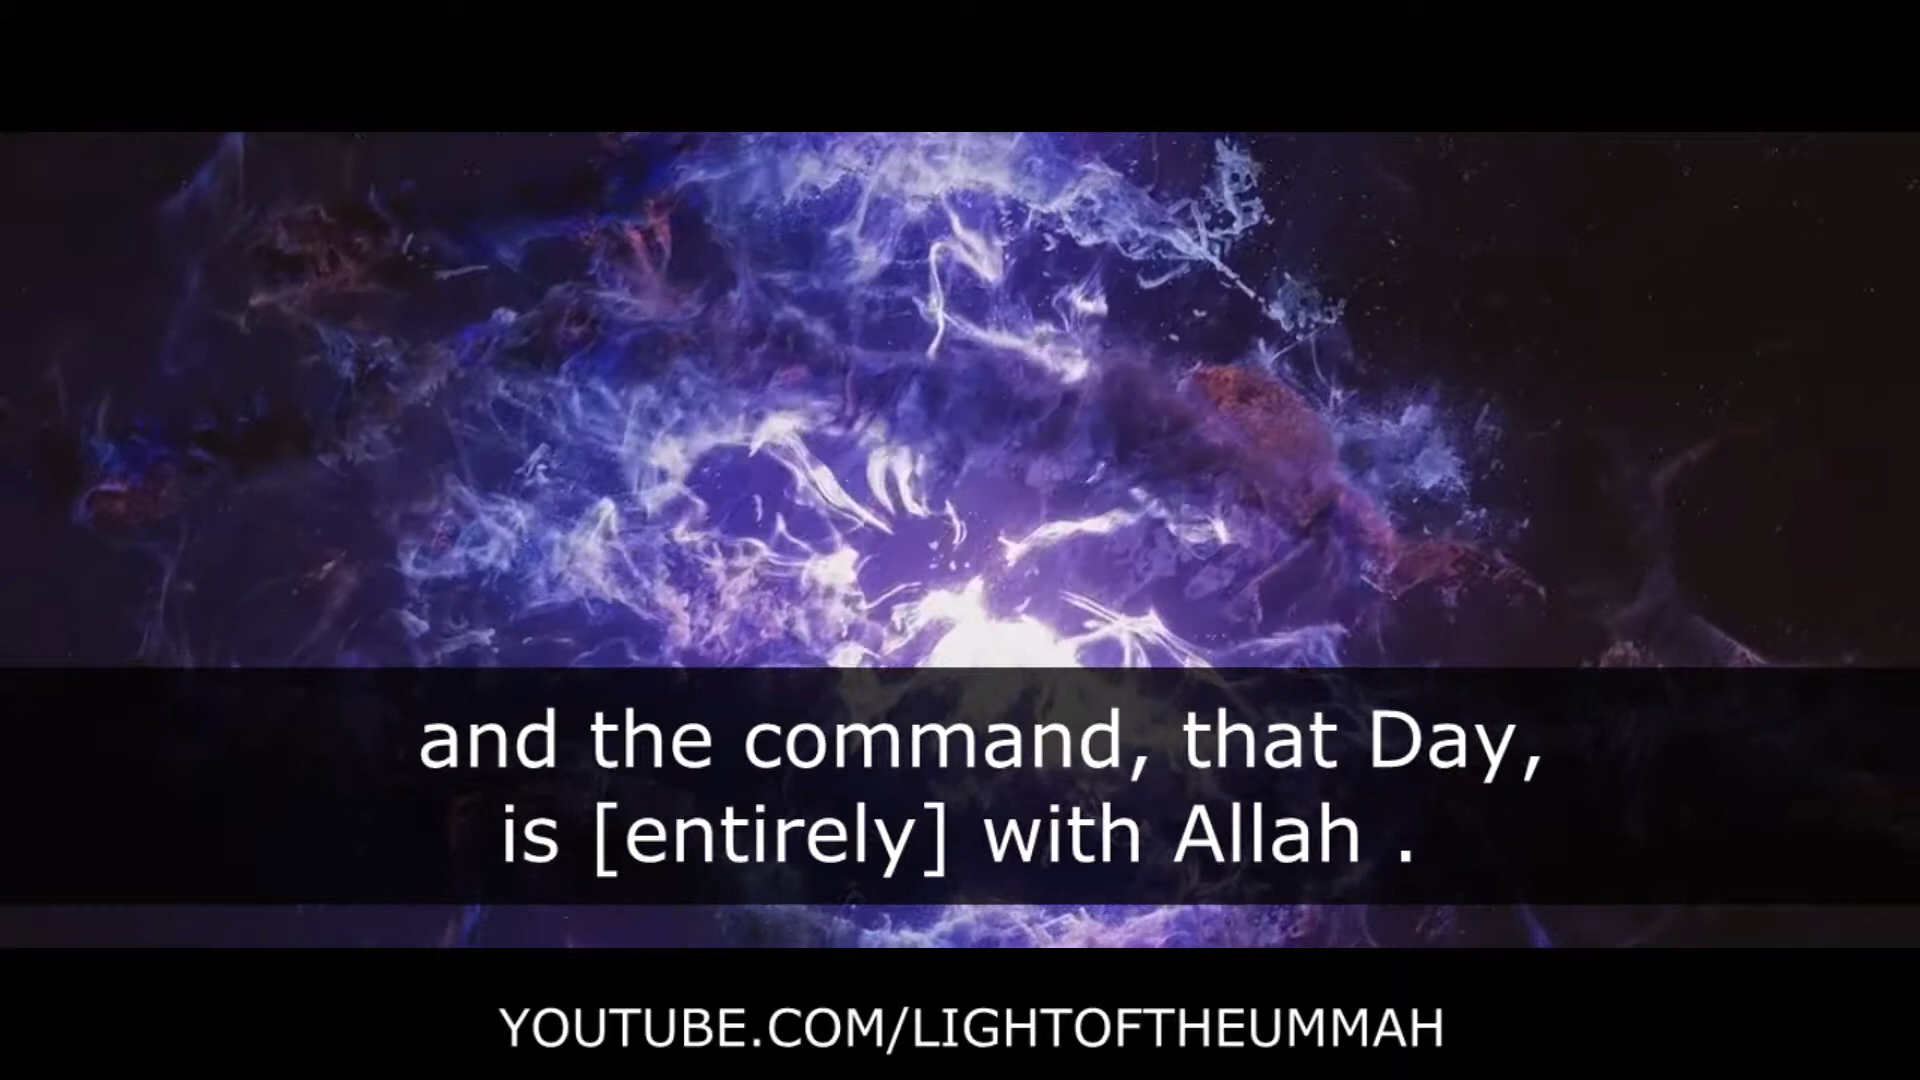 and the command, that Day,
is [entirely] with Allah .
YOUTUBE.COM/LIGHTOFTHEUMMAH